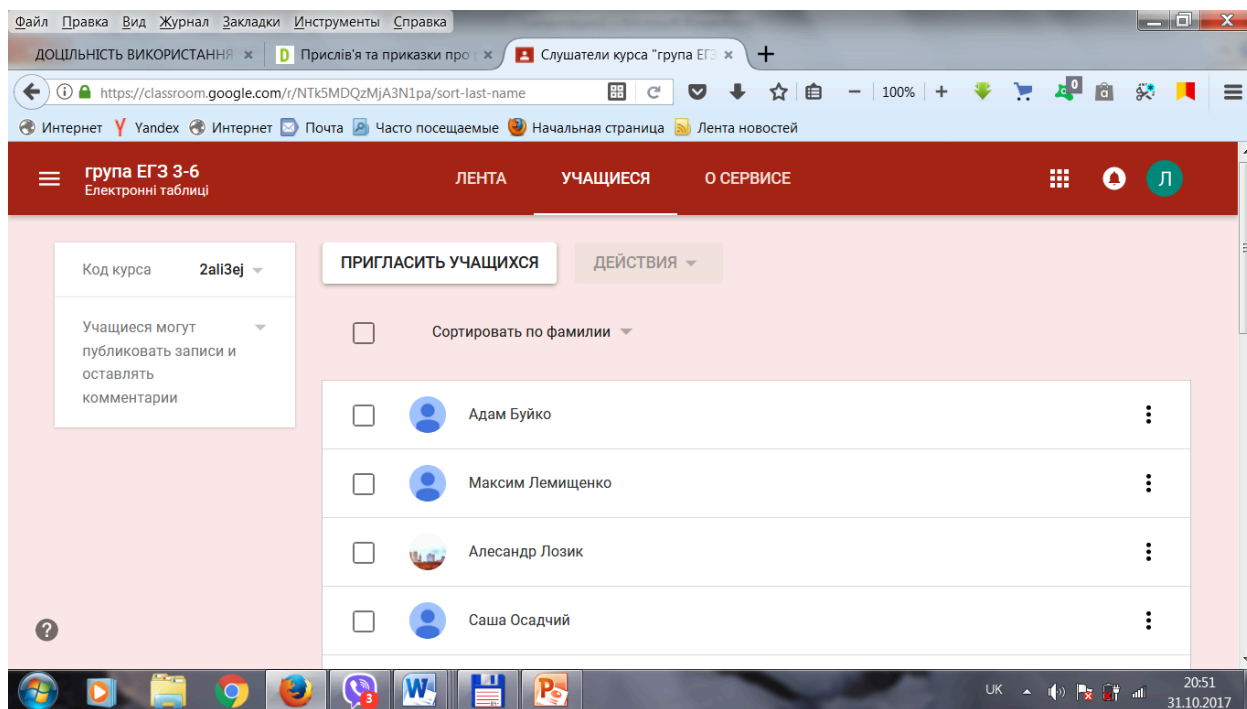 Файл Правка Вид Журнал Закладки Инструменты Справка
ДОЦІЛЬНІСТЬ ВИКОРИСТАННЯ
Прислів'я та приказки про
Слушатели курса "група ЕГЗ
https://classroom.google.com/r/NTk5MDQzMjA3N1pa/sort-last-name
100%
0
Интернет Yandex Интернет Почта Часто посещаемые Начальная страница Лента новостей
група ЕГЗ 3-6
Електронні таблиці
ЛЕНТА УЧАЩИЕСЯ О СЕРВИСЕ
Л
Код курса 2ali3ej
Учащиеся могут
публиковать записи и
оставлять
комментарии
ПРИГЛАСИТЬ УЧАЩИХСЯ ДЕЙСТВИЯ
Сортировать по фамилии
Адам Буйко
Максим Лемищенко
Алесандр Лозик
Саша Осадчий
3
UK
20:51
31.10.2017